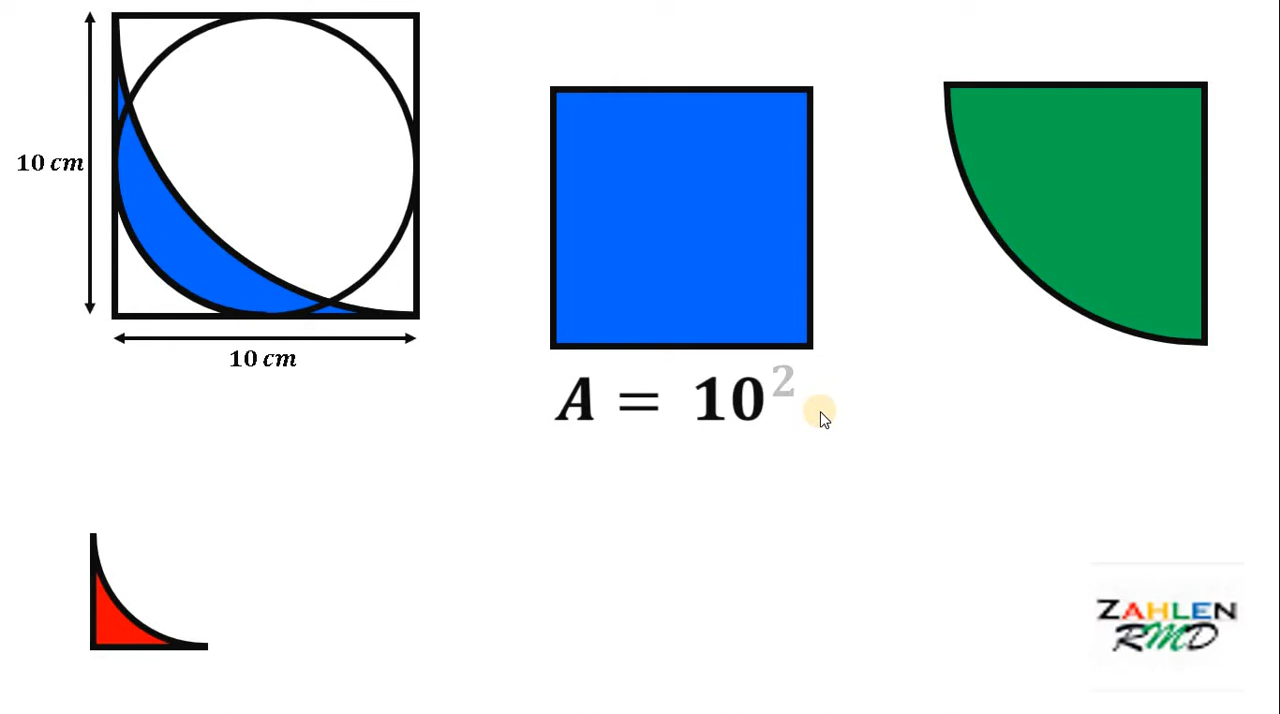 10 cm
10 cm
A = 10²
ZAHLEN
RMD